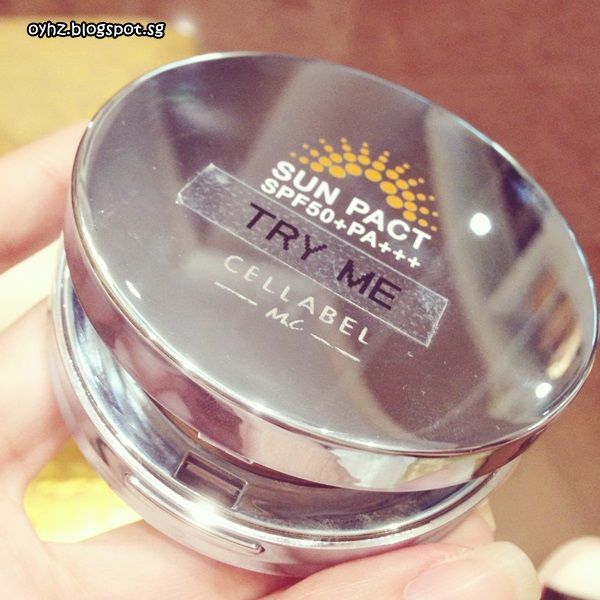 oyhz.blogspot.sg
SUN PACT
SPF50+PA+++
TRY ME
CELLABEL
M.C.